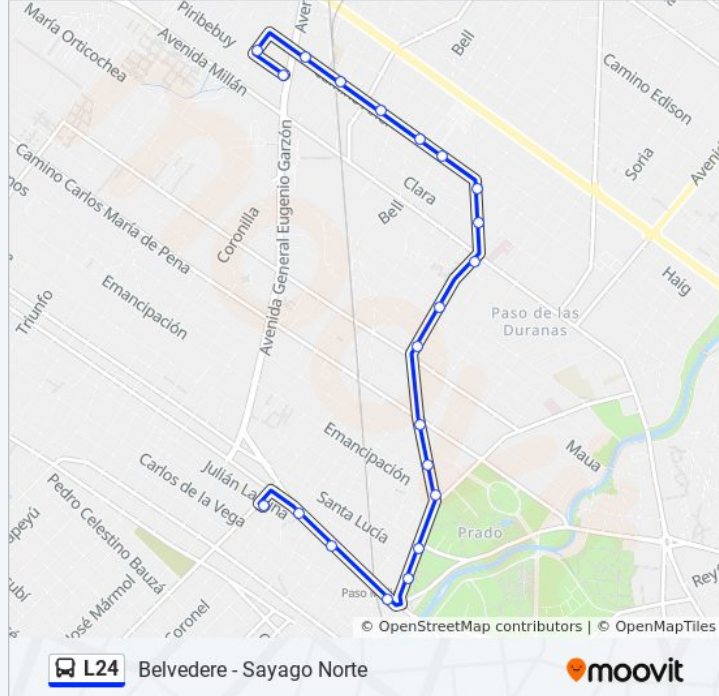 Piribebuy
María Orticochea
Avenida Millán
Aver
Bell
Camino Edison
Soria
Avenic
Clara
Bell
Camino Carlos María de Pena
Coronilla
Avenida General Eugenio Garzón
Haig
Triunfo
Emancipación
Paso de las
Duranas
Emancipación
Maua
Carlos de la Vega
Santa Lucía
Pedro Celestino Bauzá
Prado
José Mármol
Coronel
Paso
© OpenStreetMap contributors | © OpenMapTiles
L24 Belvedere - Sayago Norte
moovit